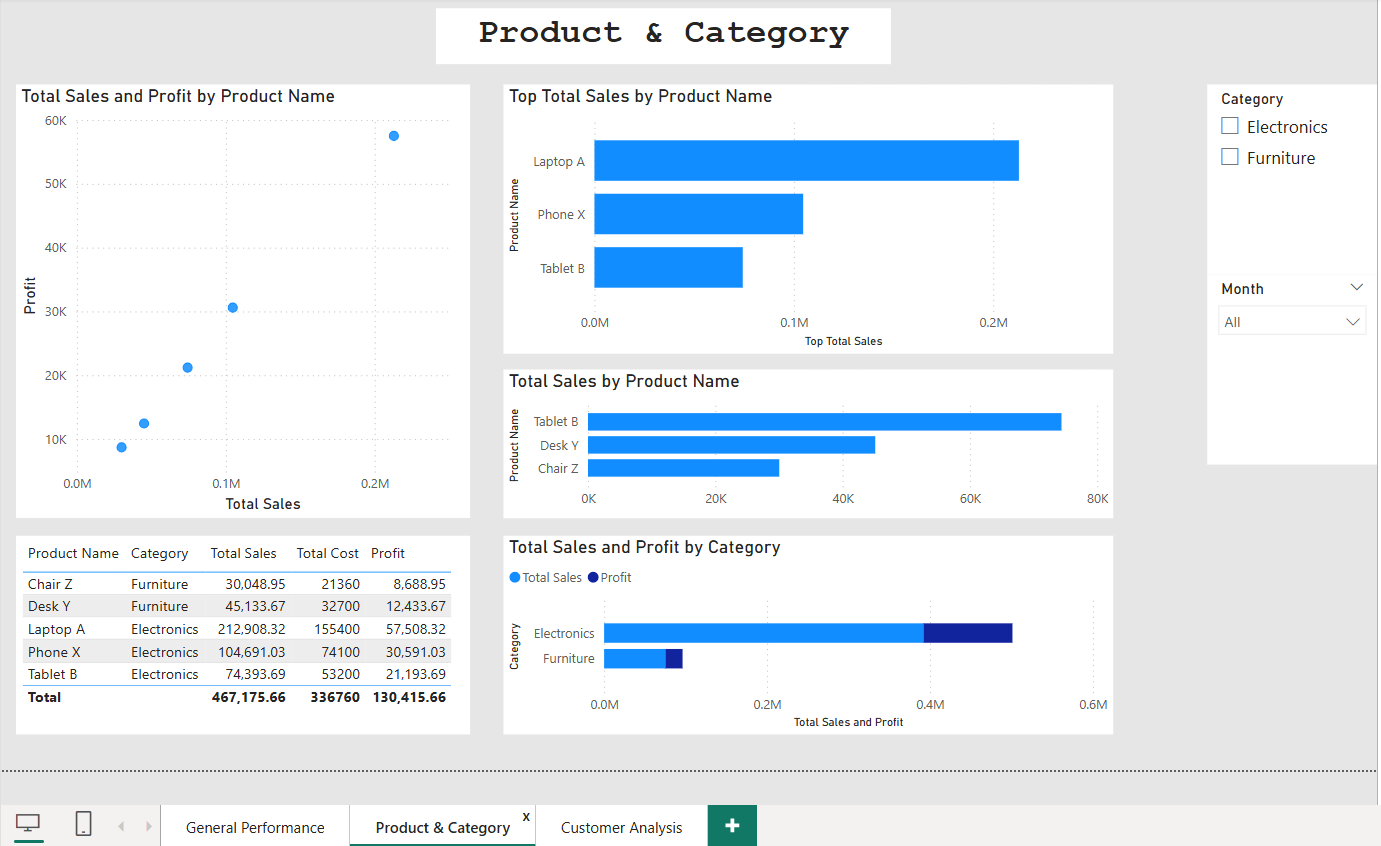 Product & Category
Total Sales and Profit by Product Name
60K
50K
40K
30K
20K
10K
Profit
0.0M 0.1M 0.2M
Total Sales
Product Name Category Total Sales Total Cost Profit
Chair Z Furniture 30,048.95 21360 8,688.95
Desk Y Furniture 45,133.67 32700 12,433.67
Laptop A Electronics 212,908.32 155400 57,508.32
Phone X Electronics 104,691.03 74100 30,591.03
Tablet B Electronics 74,393.69 53200 21,193.69
Total 467,175.66 336760 130,415.66
Top Total Sales by Product Name
Product Name
Laptop A
Phone X
Tablet B
0.0M 0.1M 0.2M
Top Total Sales
Total Sales by Product Name
Product Name
Tablet B
Desk Y
Chair Z
0K 20K 40K 60K 80K
Total Sales and Profit by Category
Total Sales Profit
Category
Electronics
Furniture
0.0M 0.2M 0.4M 0.6M
Total Sales and Profit
Category
Electronics
Furniture
Month
All
General Performance Product & Category x Customer Analysis +